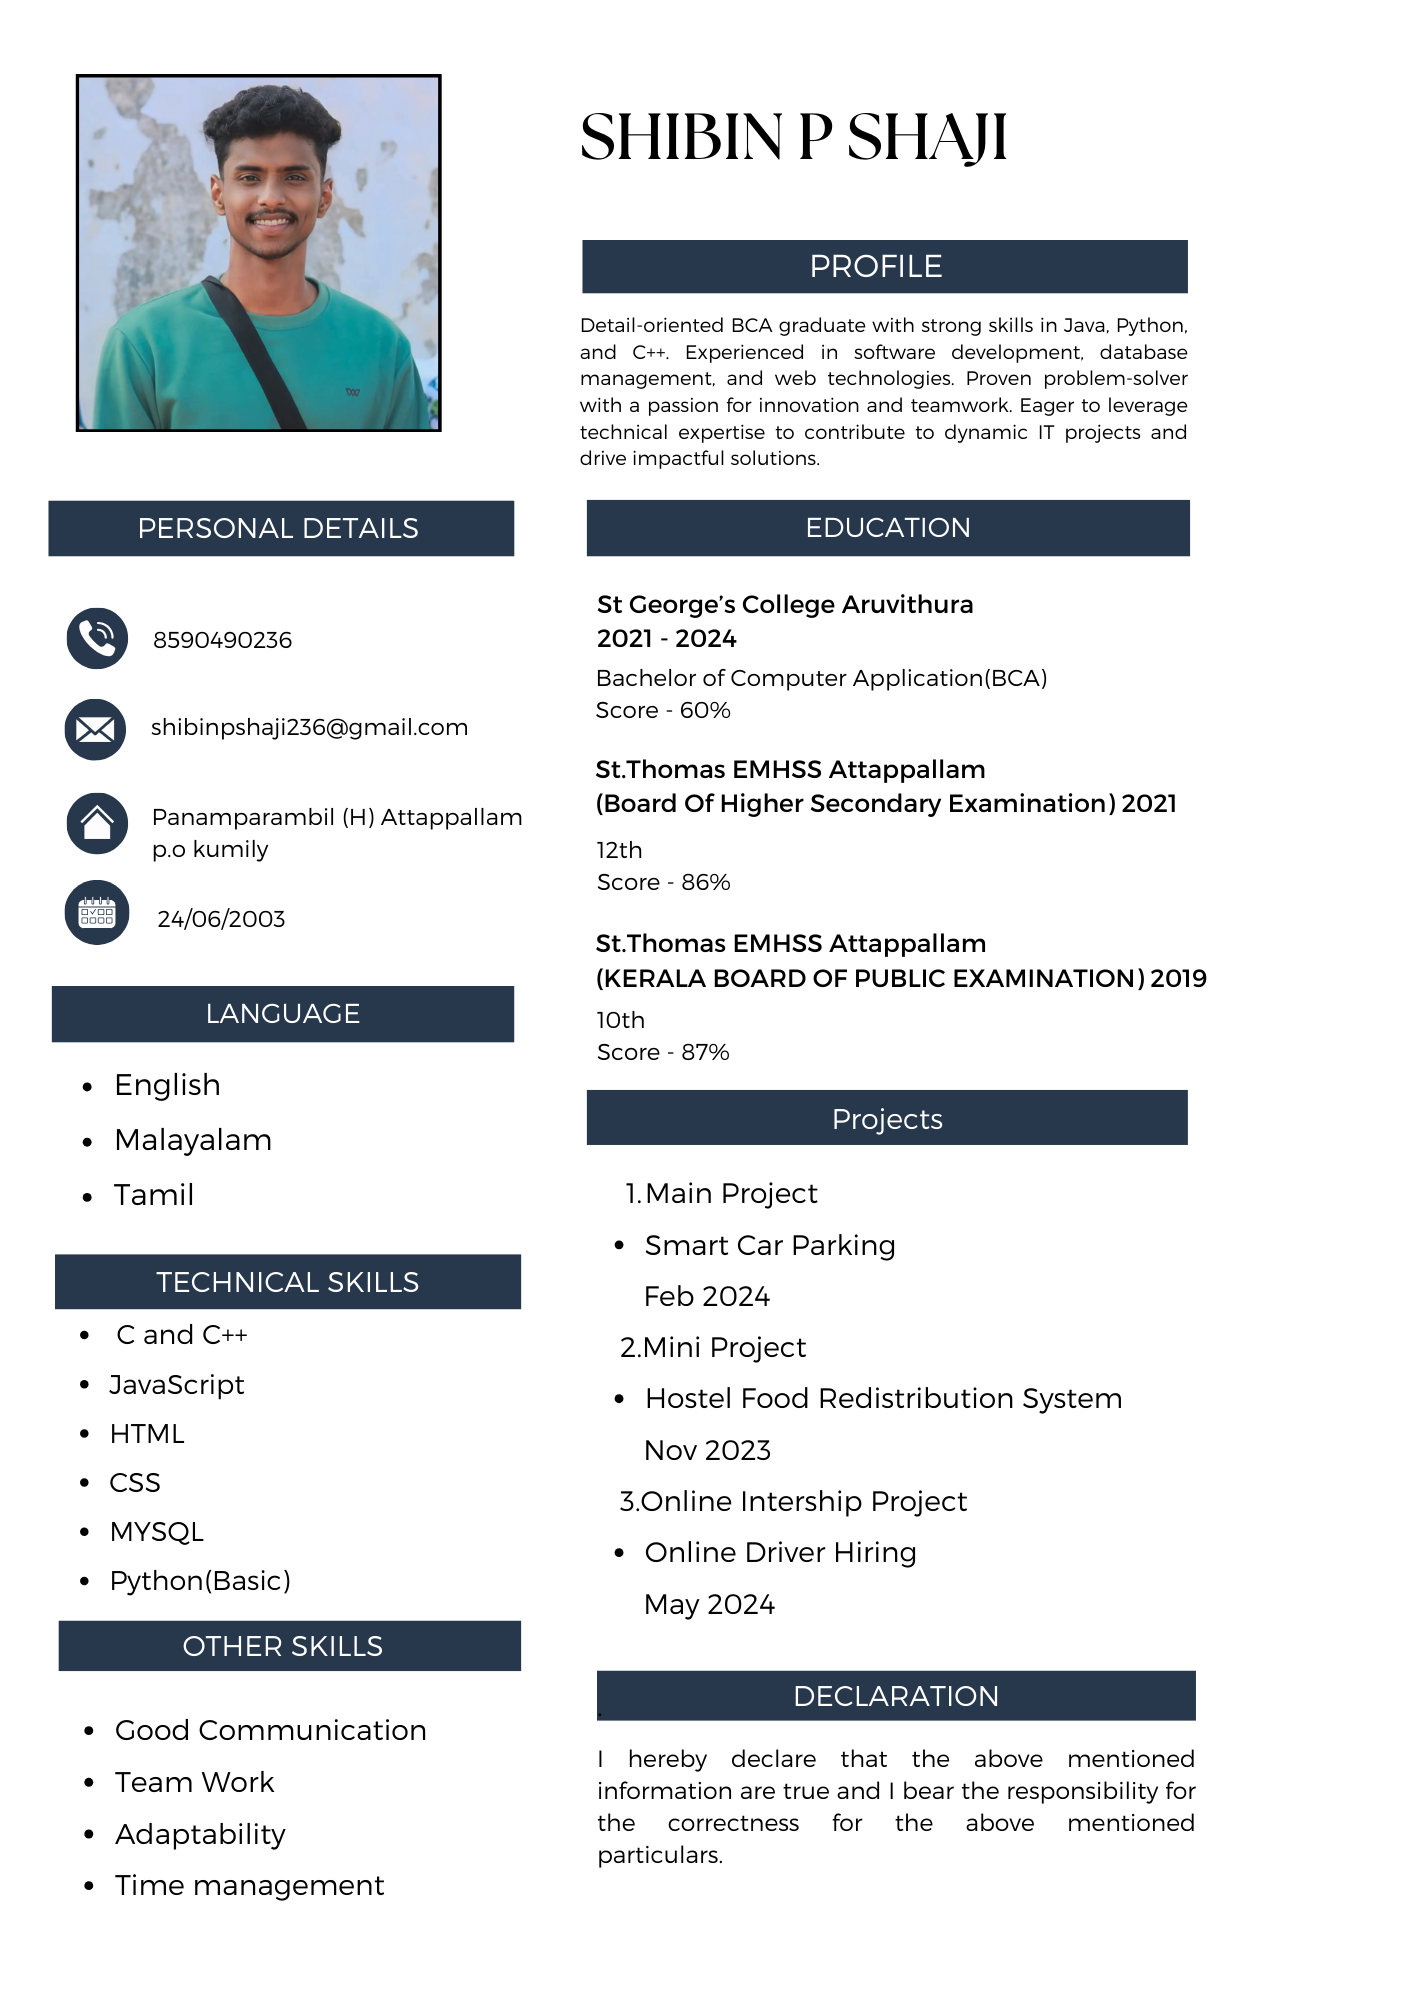 SHIBIN P SHAJI
PROFILE
Detail-oriented BCA graduate with strong skills in Java, Python,
and C++. Experienced in software development, database
management, and web technologies. Proven problem-solver
with a passion for innovation and teamwork. Eager to leverage
technical expertise to contribute to dynamic IT projects and
drive impactful solutions.
PERSONAL DETAILS
8590490236
shibinpshaji236@gmail.com
Panamparambil (H) Attappallam
p.o kumily
24/06/2003
LANGUAGE
• English
• Malayalam
• Tamil
TECHNICAL SKILLS
• C and C++
• JavaScript
• HTML
• CSS
• MYSQL
• Python(Basic)
OTHER SKILLS
• Good Communication
• Team Work
• Adaptability
• Time management
EDUCATION
St George’s College Aruvithura
2021 - 2024
Bachelor of Computer Application(BCA)
Score - 60%
St.Thomas EMHSS Attappallam
(Board Of Higher Secondary Examination) 2021
12th
Score - 86%
St.Thomas EMHSS Attappallam
(KERALA BOARD OF PUBLIC EXAMINATION) 2019
10th
Score - 87%
Projects
1.Main Project
• Smart Car Parking
Feb 2024
2.Mini Project
• Hostel Food Redistribution System
Nov 2023
3.Online Intership Project
• Online Driver Hiring
May 2024
DECLARATION
I hereby declare that the above mentioned
information are true and I bear the responsibility for
the correctness for the above mentioned
particulars.